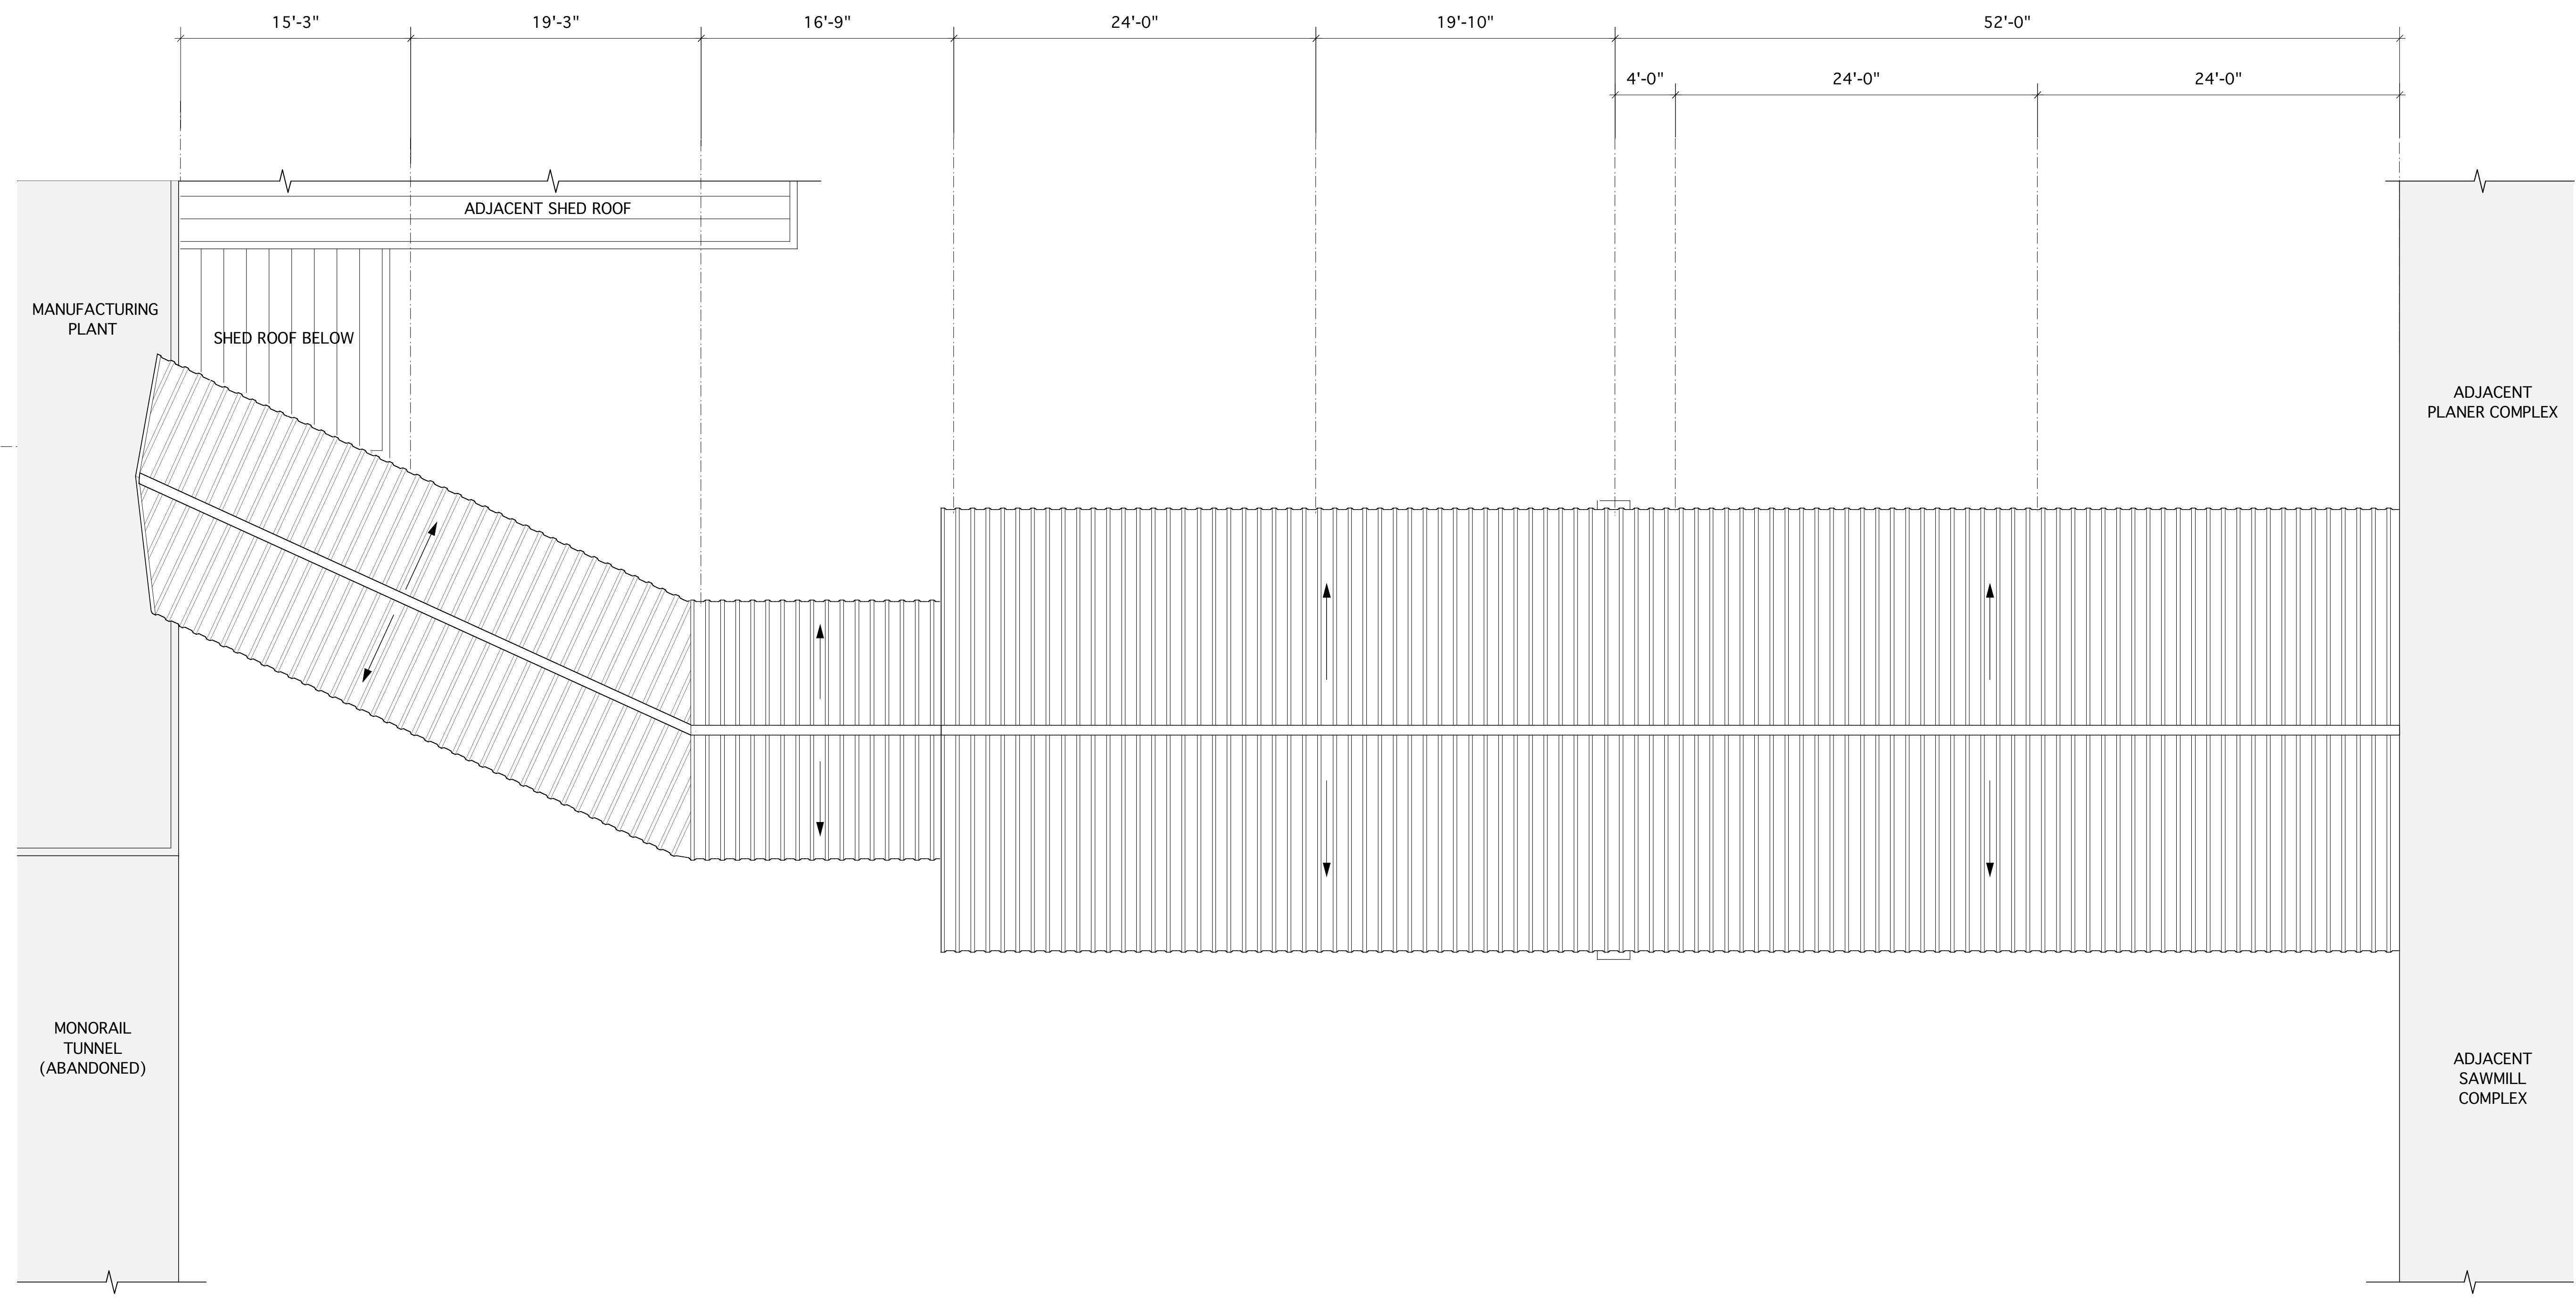 15'-3"
19'-3"
16'-9"
24'-0"
19'-10"
52'-0"
4'-0"
24'-0"
24'-0"
ADJACENT SHED ROOF
MANUFACTURING
PLANT
SHED ROOF BELOW
ADJACENT
PLANER COMPLEX
MONORAIL
TUNNEL
(ABANDONED)
ADJACENT
SAWMILL
COMPLEX